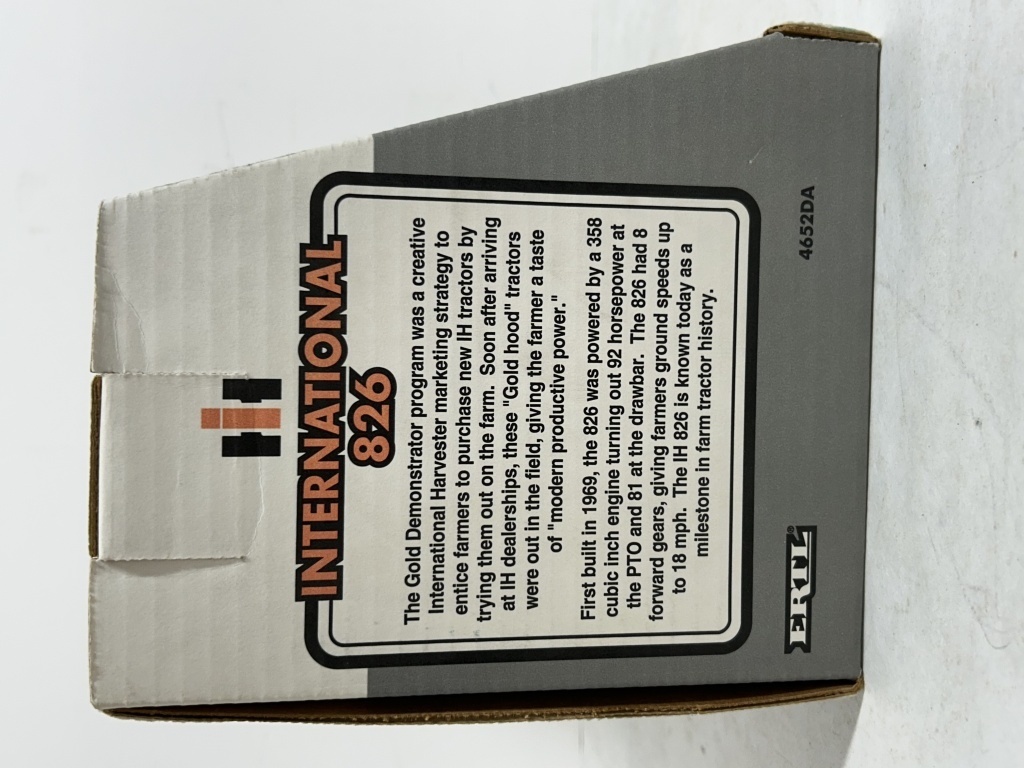 INTERNATIONAL
826
The Gold Demonstrator program was a creative
International Harvester marketing strategy to
entice farmers to purchase new IH tractors by
trying them out on the farm. Soon after arriving
at IH dealerships, these "Gold hood" tractors
were out in the field, giving the farmer a taste
of "modern productive power."
First built in 1969, the 826 was powered by a 358
cubic inch engine turning out 92 horsepower at
the PTO and 81 at the drawbar. The 826 had 8
forward gears, giving farmers ground speeds up
to 18 mph. The IH 826 is known today as a
milestone in farm tractor history.
ERTL®
4652DA